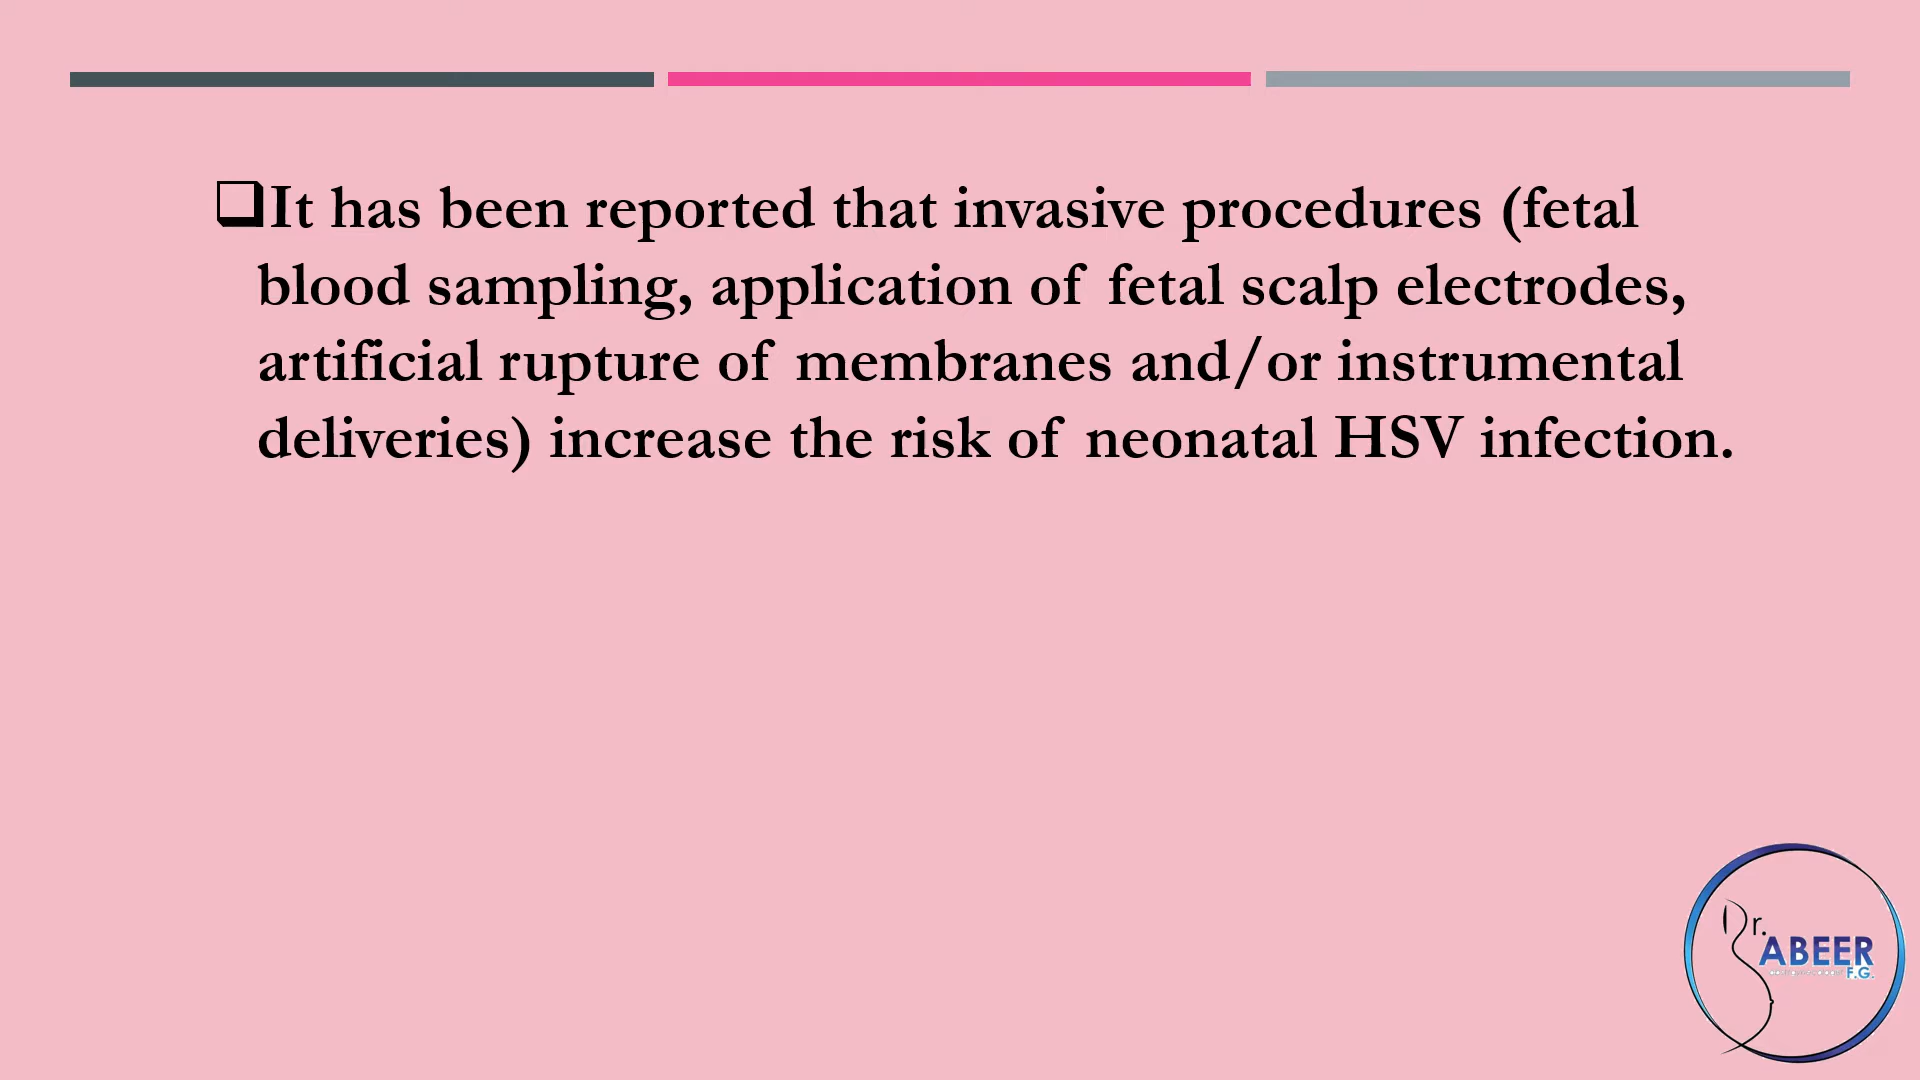 ❑It has been reported that invasive procedures (fetal
blood sampling, application of fetal scalp electrodes,
artificial rupture of membranes and/or instrumental
deliveries) increase the risk of neonatal HSV infection.
Dr.
ABEER
F.G.